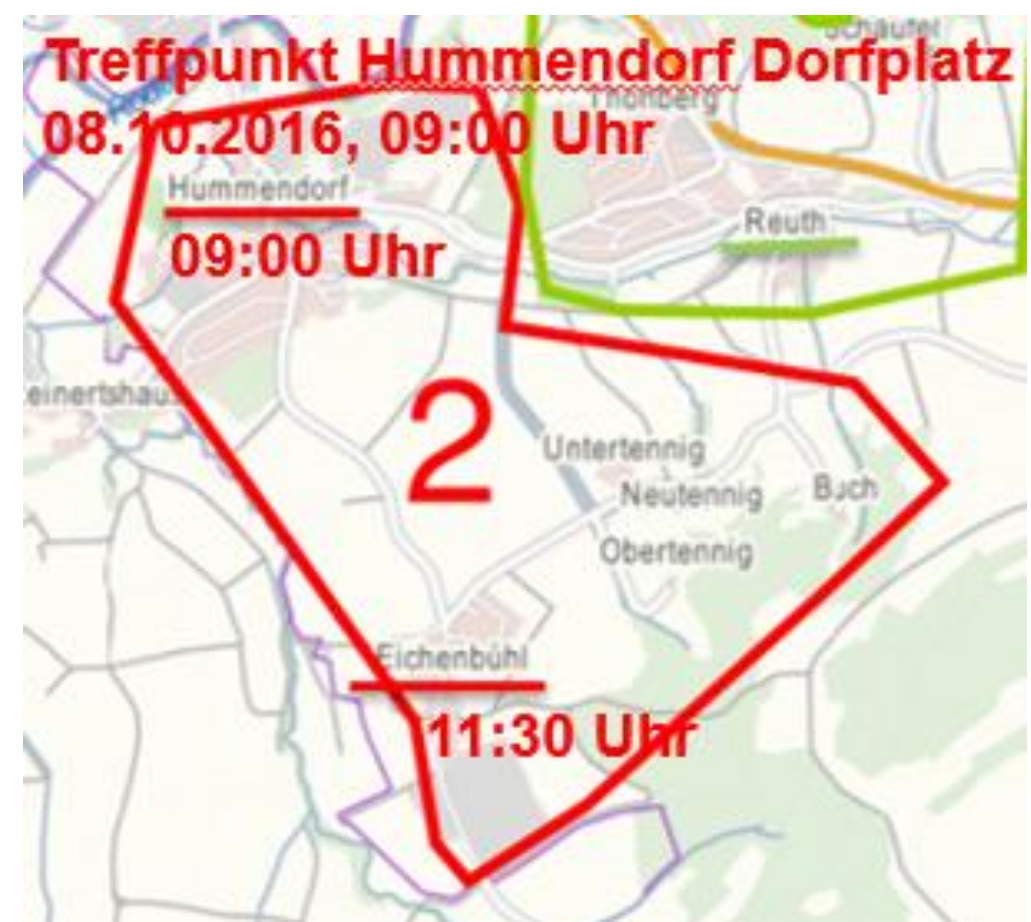 Treffpunkt Hummendorf Dorfplatz
08.10.2016, 09:00 Uhr
Thonberg
Hummendorf
Reuth
09:00 Uhr
2
Untertennig
Neutennig
Buch
Obertennig
Eichenbühl
11:30 Uhr